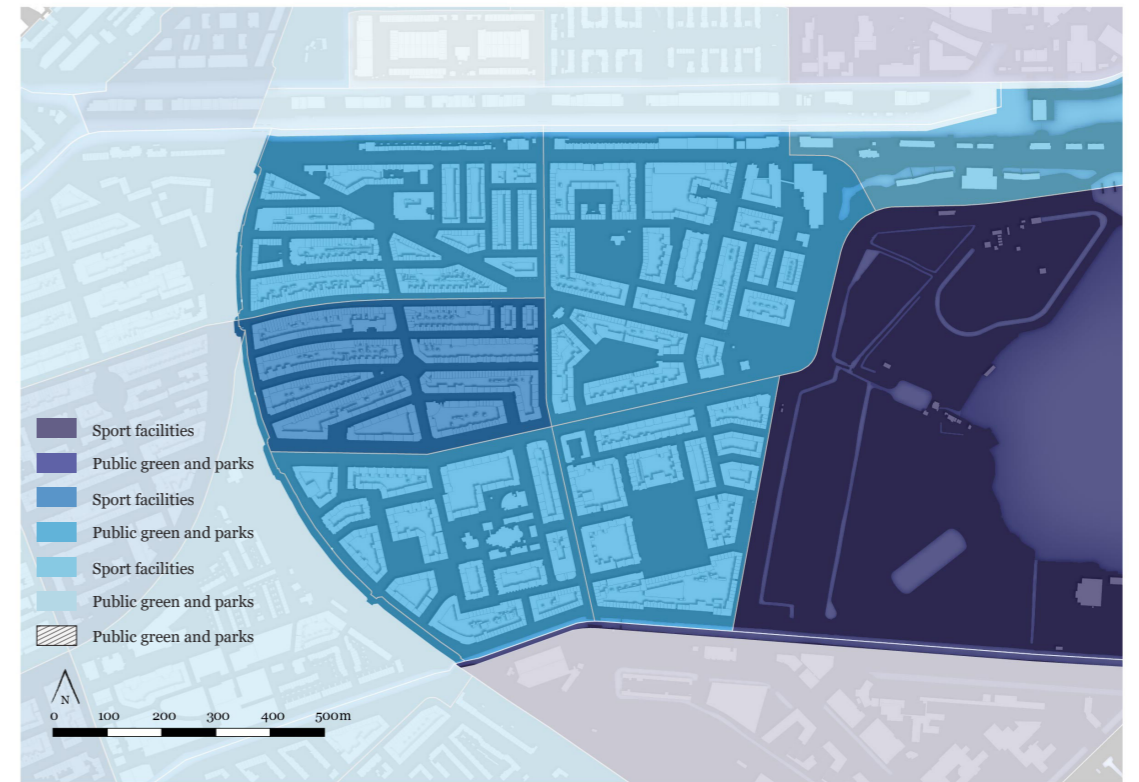 Sport facilities
Public green and parks
Sport facilities
Public green and parks
Sport facilities
Public green and parks
Public green and parks
N
0 100 200 300 400 500m